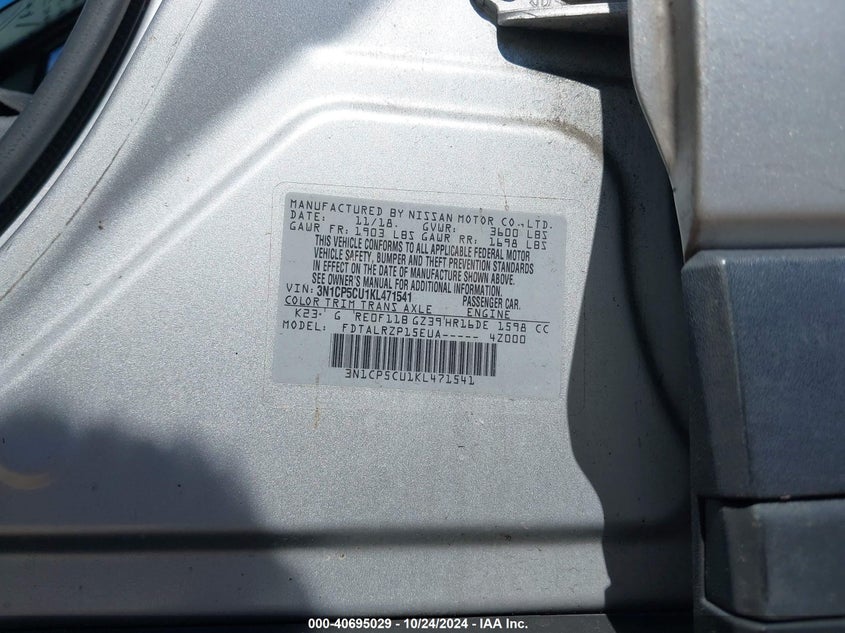 MANUFACTURED BY NISSAN MOTOR CO., LTD.
DATE: 11/18. GVWR: 3600 LBS
GAWR FR: 1903 LBS GAWR RR: 1698 LBS
THIS VEHICLE CONFORMS TO ALL APPLICABLE FEDERAL MOTOR
VEHICLE SAFETY, BUMPER AND THEFT PREVENTION STANDARDS
IN EFFECT ON THE DATE OF MANUFACTURE SHOWN ABOVE.
SEE OWNER'S MANUAL FOR ADDITIONAL INFORMATION.
VIN: 3N1CP5CU1KL471541 PASSENGER CAR.
COLOR TRIM TRANS AXLE ENGINE
K23 G RE0F11B GZ39 HR16DE 1598 CC
MODEL: FDTALRZP15EUA----- 4Z000
3N1CP5CU1KL471541
000-40695029 - 10/24/2024 - IAA Inc.